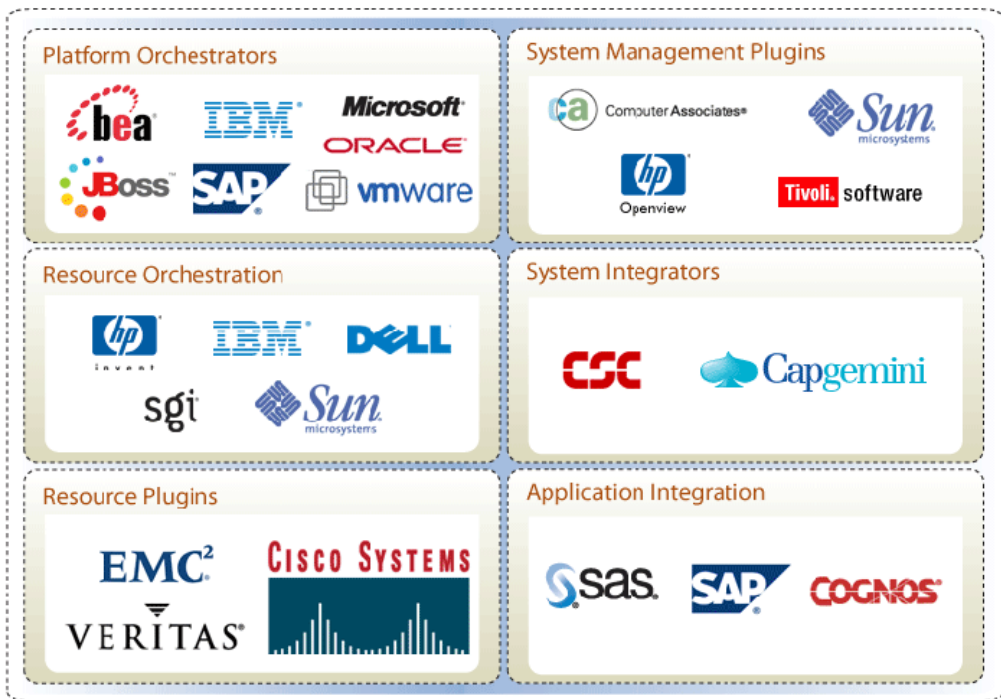 Platform Orchestrators
bea
IBM
Microsoft
ORACLE
JBoss™
SAP
vmware
System Management Plugins
ca Computer Associates®
Sun
microsystems
hp
Openview
Tivoli. software
Resource Orchestration
hp
invent
IBM
DELL
sgi
Sun
microsystems
System Integrators
CSC
Capgemini
Resource Plugins
EMC²
CISCO SYSTEMS
VERITAS
Application Integration
sas
SAP
COGNOS